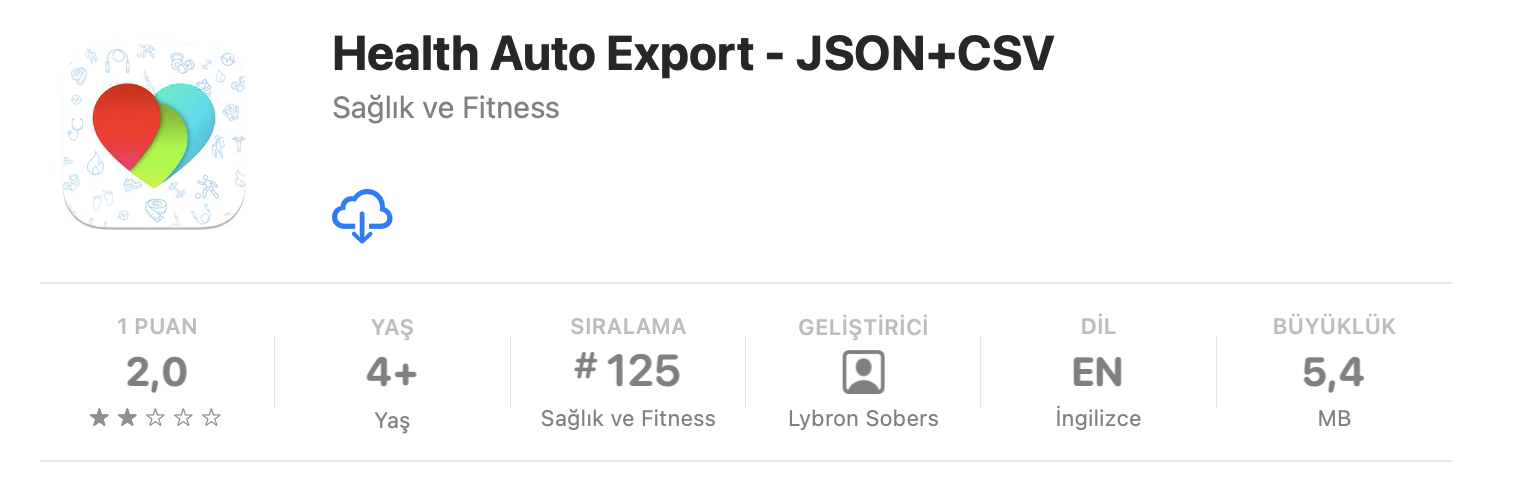 Health Auto Export - JSON+CSV
Sağlık ve Fitness
1 PUAN
2,0
YAŞ
4+
Yaş
SIRALAMA
# 125
Sağlık ve Fitness
GELİŞTİRİCİ
Lybron Sobers
DİL
EN
İngilizce
BÜYÜKLÜK
5,4
MB